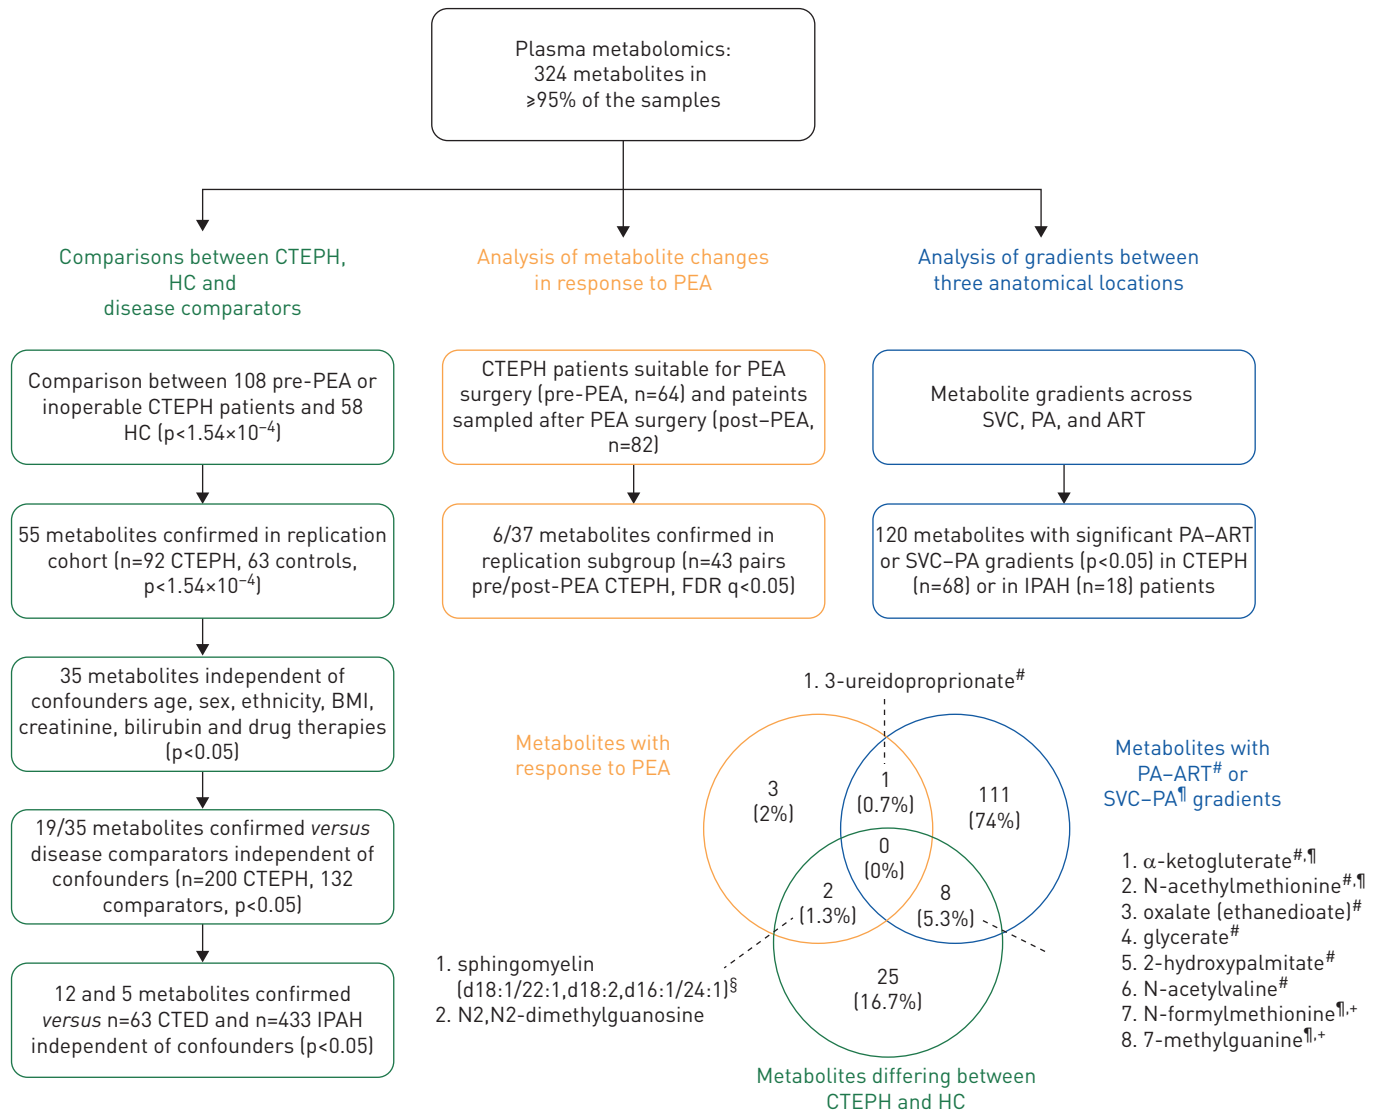 Plasma metabolomics:
324 metabolites in
≥95% of the samples
Comparisons between CTEPH,
HC and
disease comparators
Analysis of metabolite changes
in response to PEA
Analysis of gradients between
three anatomical locations
Comparison between 108 pre-PEA or
inoperable CTEPH patients and 58
HC (p<1.54×10⁻⁴)
CTEPH patients suitable for PEA
surgery (pre-PEA, n=64) and pateints
sampled after PEA surgery (post–PEA,
n=82)
Metabolite gradients across
SVC, PA, and ART
55 metabolites confirmed in replication
cohort (n=92 CTEPH, 63 controls,
p<1.54×10⁻⁴)
6/37 metabolites confirmed in
replication subgroup (n=43 pairs
pre/post-PEA CTEPH, FDR q<0.05)
120 metabolites with significant PA–ART
or SVC–PA gradients (p<0.05) in CTEPH
(n=68) or in IPAH (n=18) patients
35 metabolites independent of
confounders age, sex, ethnicity, BMI,
creatinine, bilirubin and drug therapies
(p<0.05)
19/35 metabolites confirmed versus
disease comparators independent of
confounders (n=200 CTEPH, 132
comparators, p<0.05)
12 and 5 metabolites confirmed
versus n=63 CTED and n=433 IPAH
independent of confounders (p<0.05)
1. 3-ureidoproprionate#
Metabolites with
response to PEA
Metabolites with
PA–ART# or
SVC–PA¶ gradients
3
(2%)
1
(0.7%)
111
(74%)
0
(0%)
2
(1.3%)
8
(5.3%)
25
(16.7%)
1. sphingomyelin
(d18:1/22:1,d18:2,d16:1/24:1)§
2. N2,N2-dimethylguanosine
1. α-ketogluterate#,¶
2. N-acethylmethionine#,¶
3. oxalate (ethanedioate)#
4. glycerate#
5. 2-hydroxypalmitate#
6. N-acetylvaline#
7. N-formylmethionine¶,+
8. 7-methylguanine¶,+
Metabolites differing between
CTEPH and HC